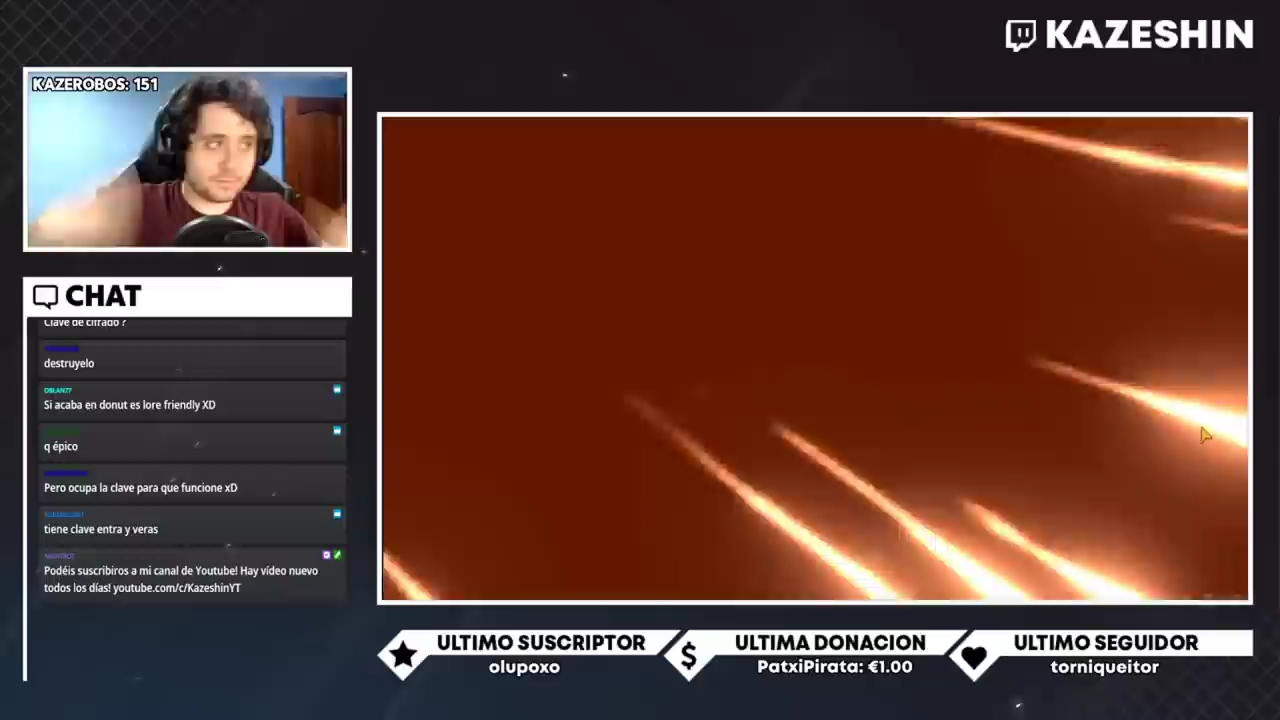 KAZESHIN
KAZEROBOS: 151
CHAT
Clave de cifrado ?
destruyelo
Si acaba en donut es lore friendly XD
q épico
Pero ocupa la clave para que funcione xD
tiene clave entra y veras
Podéis suscribiros a mi canal de Youtube! Hay vídeo nuevo
todos los días! youtube.com/c/KazeshinYT
ULTIMO SUSCRIPTOR
olupoxo
ULTIMA DONACION
PatxiPirata: €1.00
ULTIMO SEGUIDOR
torniqueitor